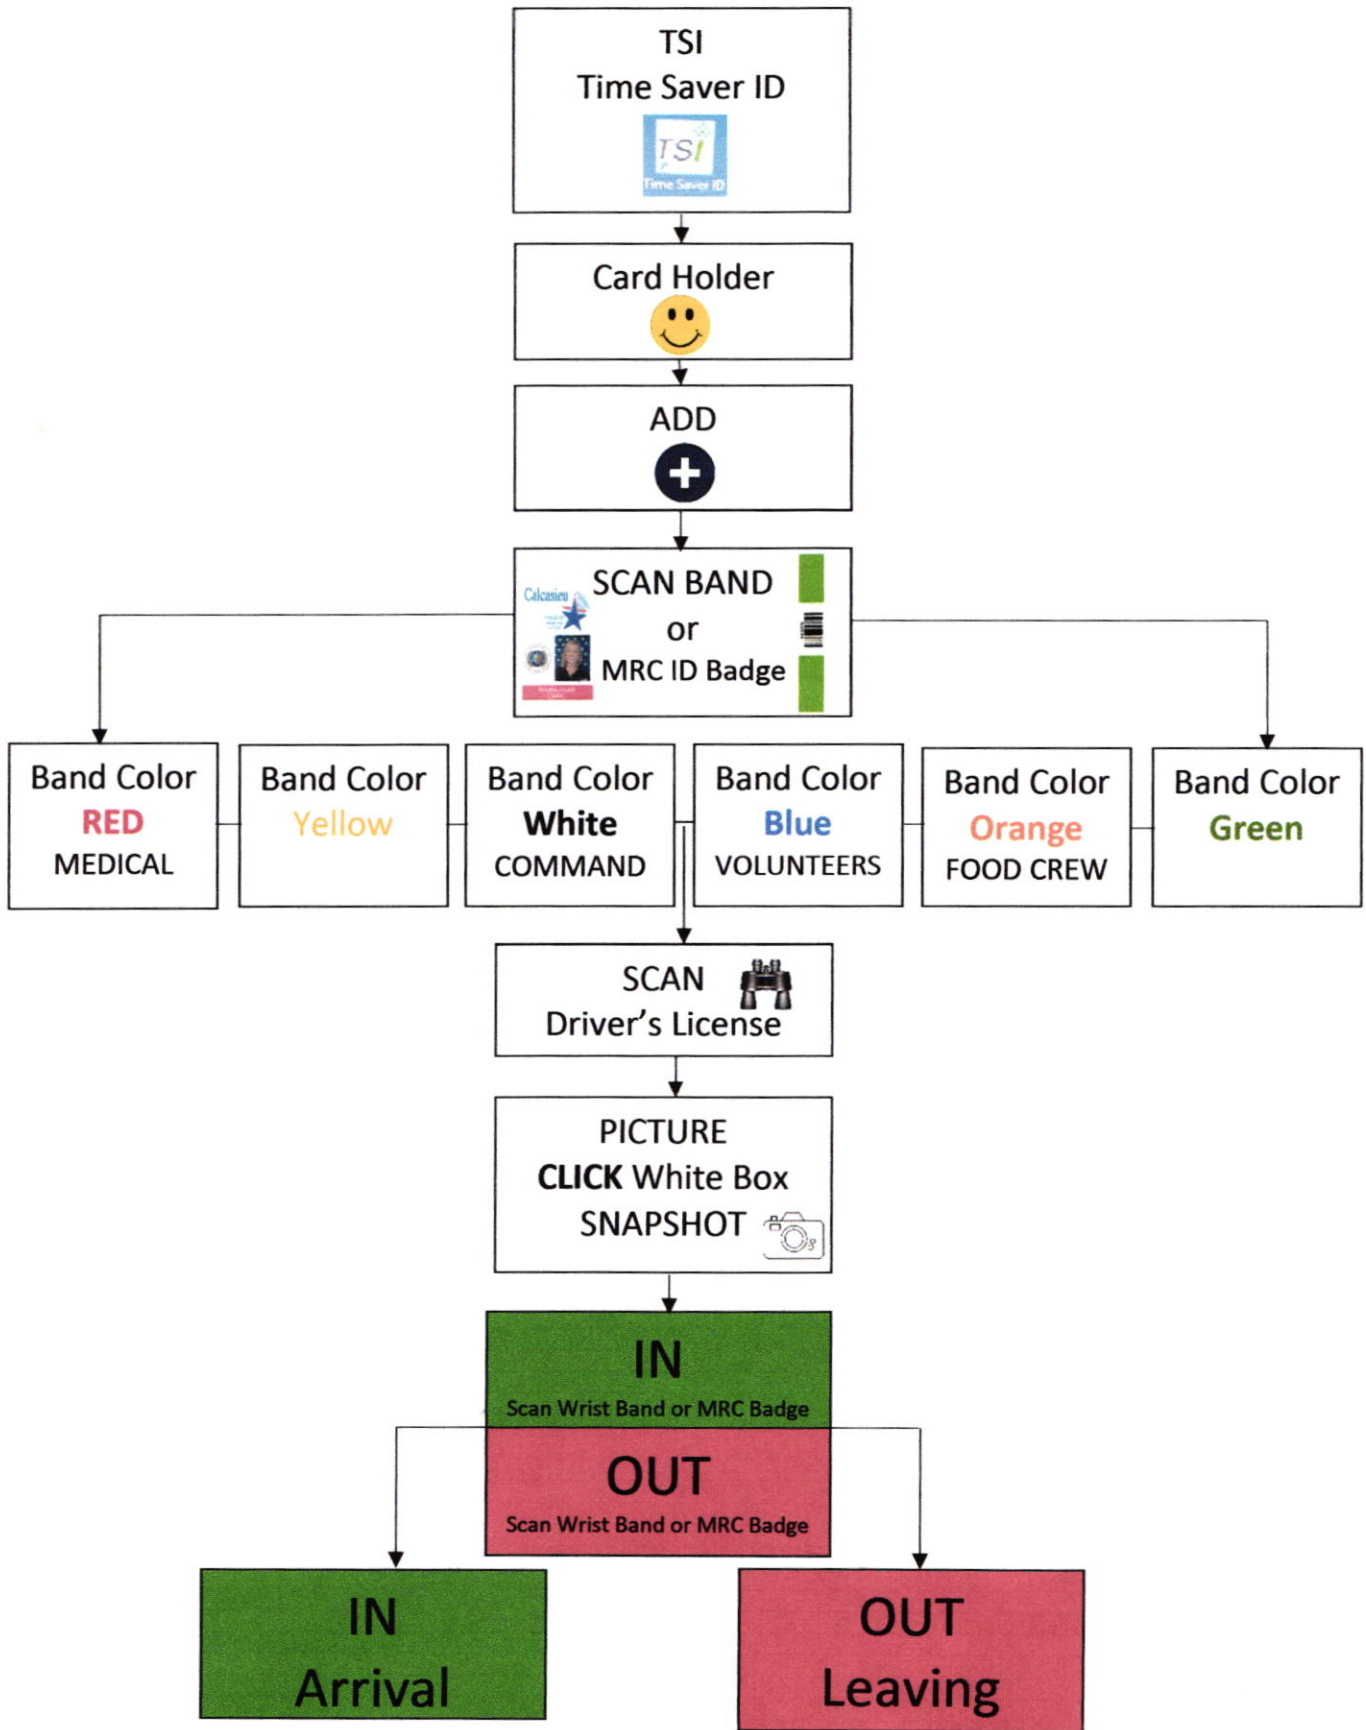 TSI
Time Saver ID
TSI
Time Saver ID
Card Holder
ADD
SCAN BAND
or
MRC ID Badge
Calcasieu
Band Color
RED
MEDICAL
Band Color
Yellow
Band Color
White
COMMAND
Band Color
Blue
VOLUNTEERS
Band Color
Orange
FOOD CREW
Band Color
Green
SCAN
Driver’s License
PICTURE
CLICK White Box
SNAPSHOT
IN
Scan Wrist Band or MRC Badge
OUT
Scan Wrist Band or MRC Badge
IN
Arrival
OUT
Leaving